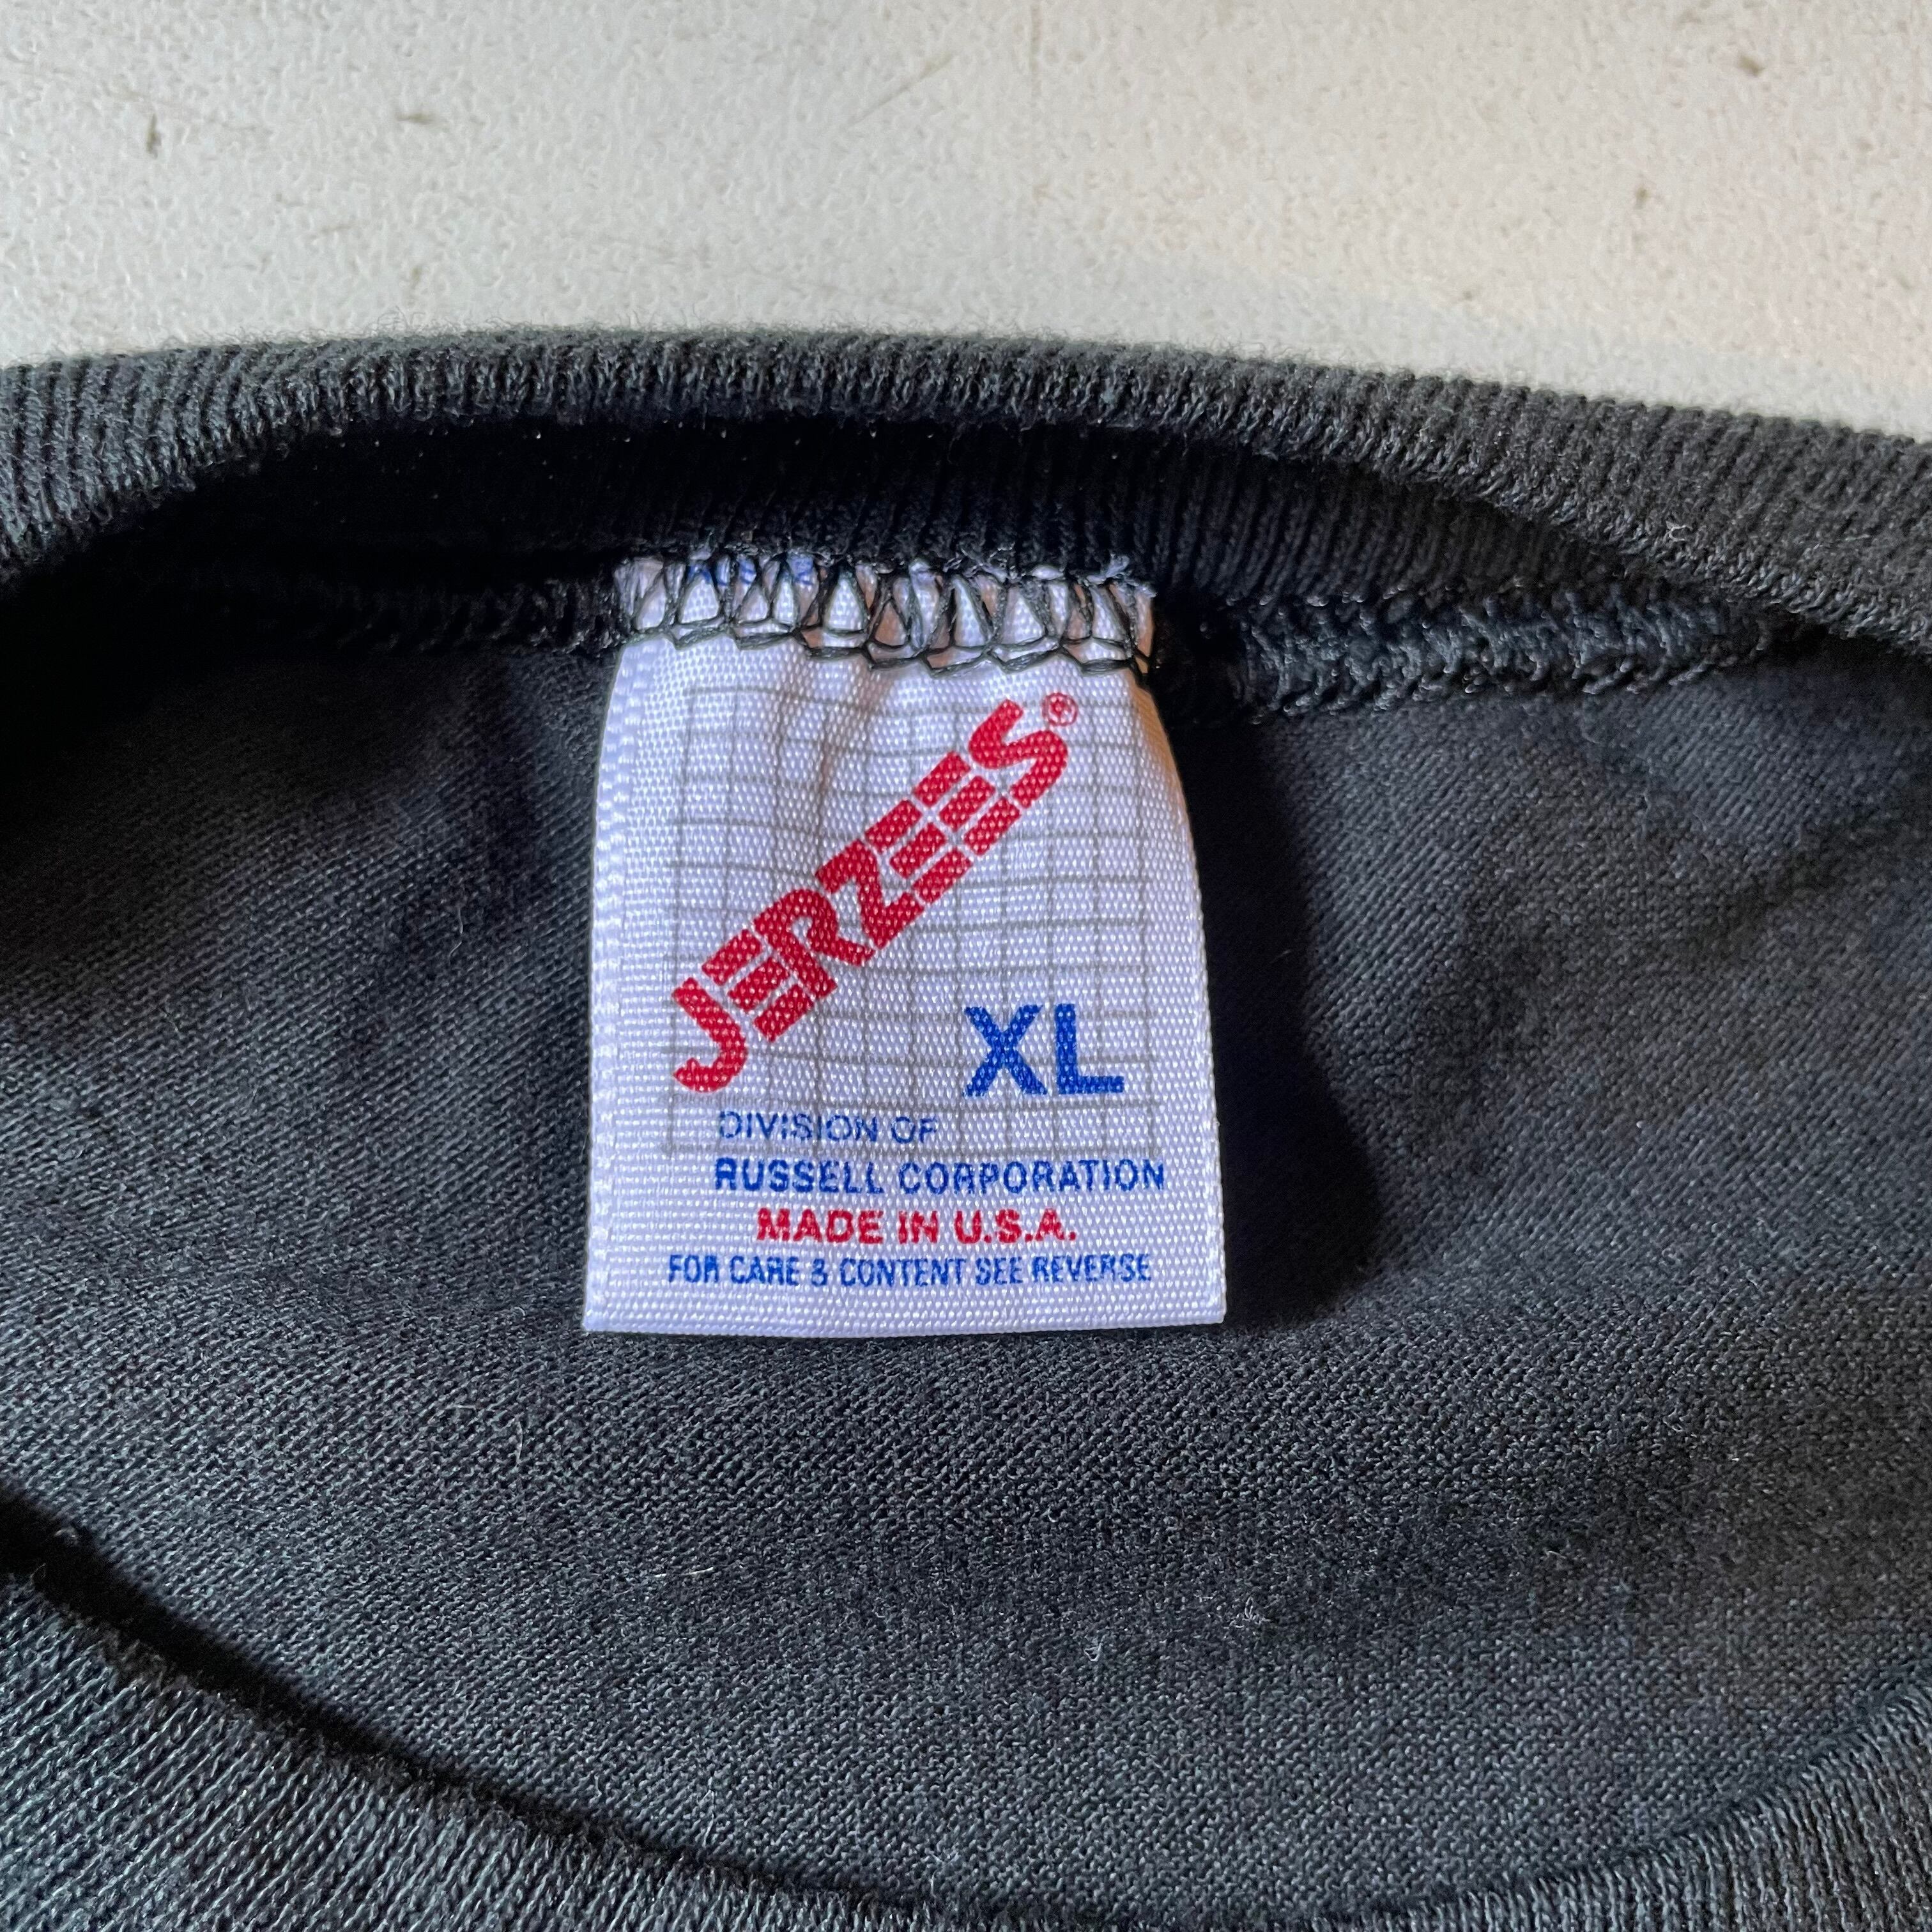 JERZEES®
XL
DIVISION OF
RUSSELL CORPORATION
MADE IN U.S.A.
FOR CARE & CONTENT SEE REVERSE